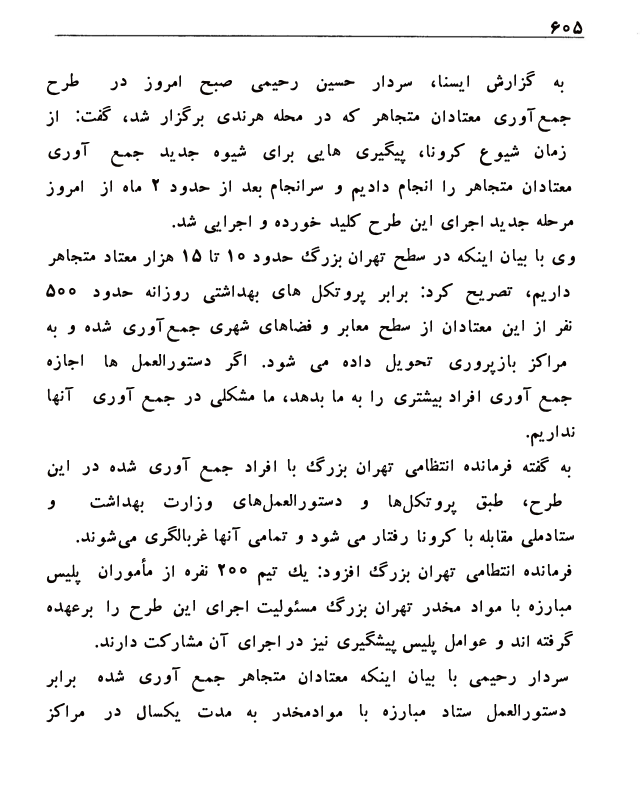 ۶۰۵
به گزارش ایسنا، سردار حسین رحیمی صبح امروز در طرح
جمع‌آوری معتادان متجاهر که در محله هرندی برگزار شد، گفت: از
زمان شیوع کرونا، پیگیری هایی برای شیوه جدید جمع آوری
معتادان متجاهر را انجام دادیم و سرانجام بعد از حدود ۲ ماه از امروز
مرحله جدید اجرای این طرح کلید خورده و اجرایی شد.
وی با بیان اینکه در سطح تهران بزرگ حدود ۱۰ تا ۱۵ هزار معتاد متجاهر
داریم، تصریح کرد: برابر پروتکل های بهداشتی روزانه حدود ۵۰۰
نفر از این معتادان از سطح معابر و فضاهای شهری جمع‌آوری شده و به
مراکز بازپروری تحویل داده می شود. اگر دستورالعمل ها اجازه
جمع آوری افراد بیشتری را به ما بدهد، ما مشکلی در جمع آوری آنها
نداریم.
به گفته فرمانده انتظامی تهران بزرگ با افراد جمع آوری شده در این
طرح، طبق پروتکل‌ها و دستورالعمل‌های وزارت بهداشت و
ستادملی مقابله با کرونا رفتار می شود و تمامی آنها غربالگری می‌شوند.
فرمانده انتظامی تهران بزرگ افزود: یك تیم ۲۰۰ نفره از مأموران پلیس
مبارزه با مواد مخدر تهران بزرگ مسئولیت اجرای این طرح را برعهده
گرفته اند و عوامل پلیس پیشگیری نیز در اجرای آن مشارکت دارند.
سردار رحیمی با بیان اینکه معتادان متجاهر جمع آوری شده برابر
دستورالعمل ستاد مبارزه با موادمخدر به مدت یکسال در مراکز